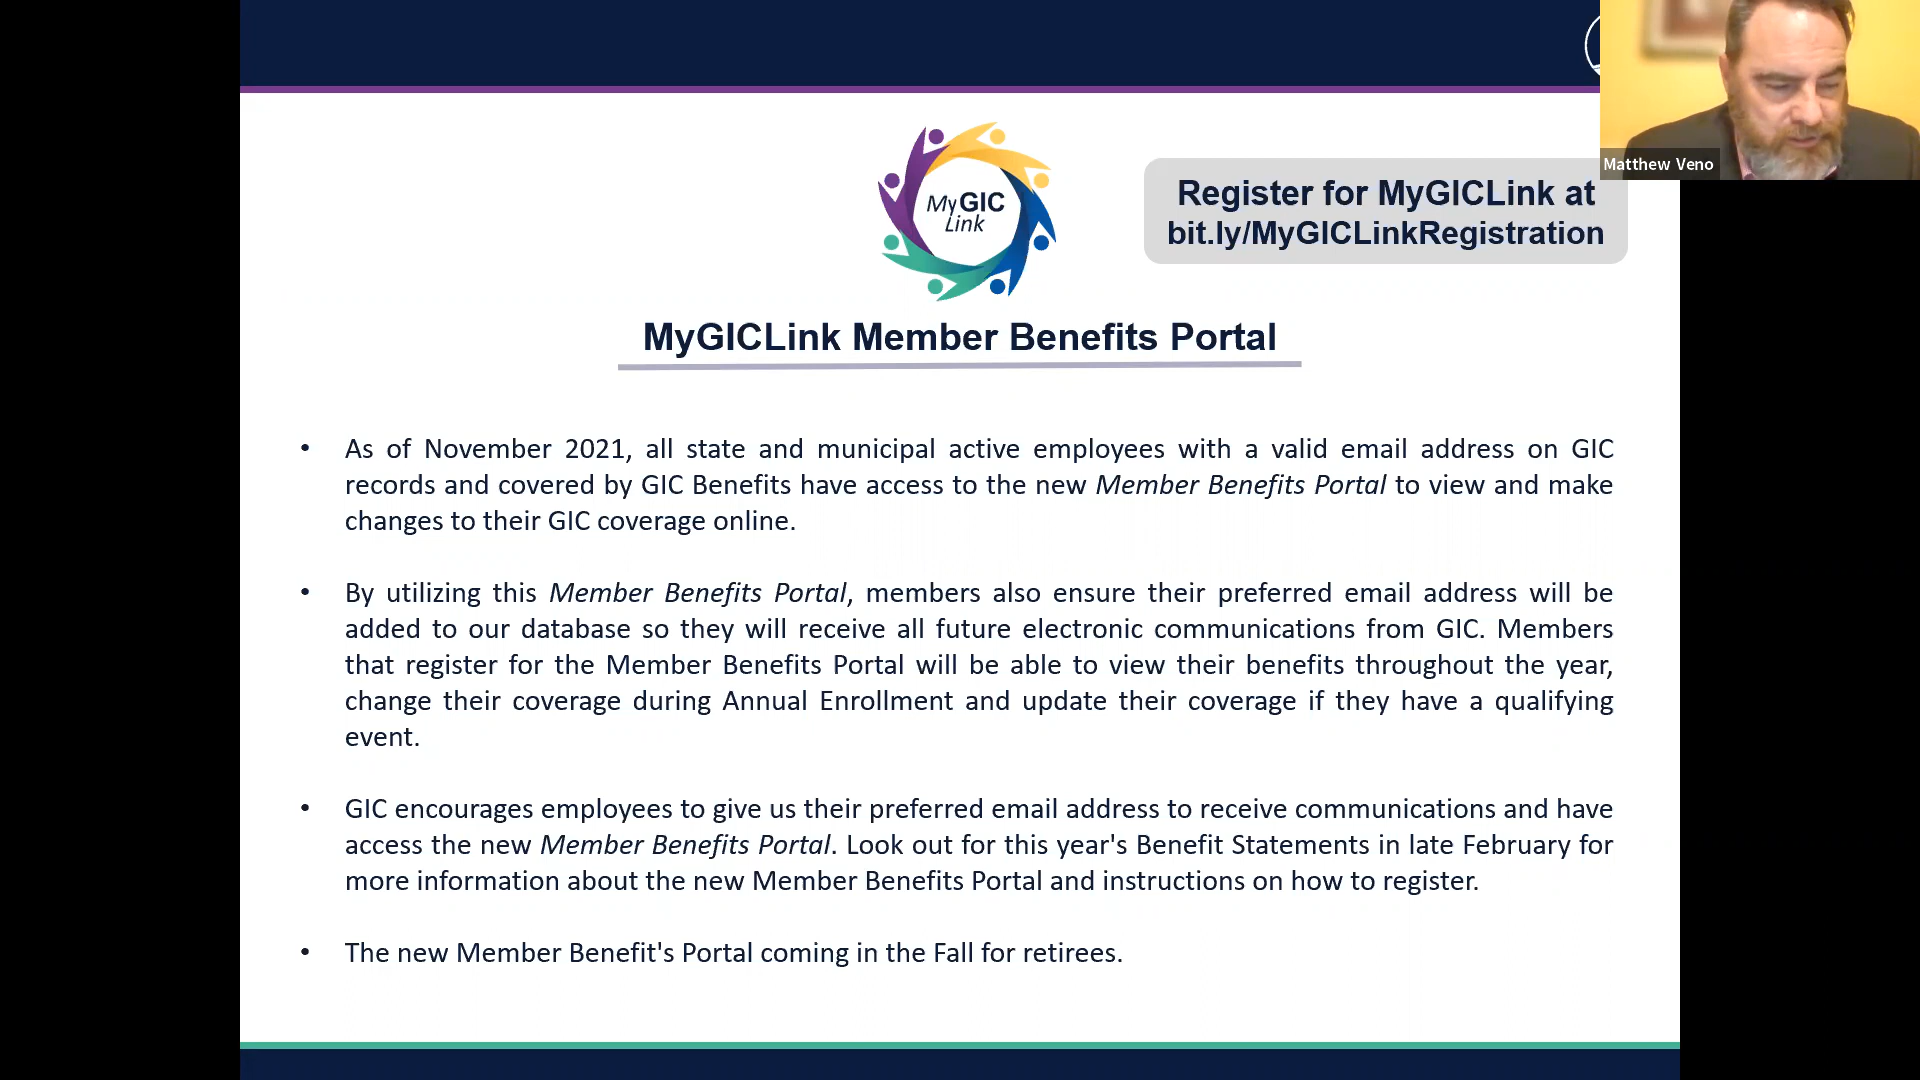 Matthew Veno
My GIC
Link
Register for MyGICLink at
bit.ly/MyGICLinkRegistration
MyGICLink Member Benefits Portal
• As of November 2021, all state and municipal active employees with a valid email address on GIC
records and covered by GIC Benefits have access to the new Member Benefits Portal to view and make
changes to their GIC coverage online.
• By utilizing this Member Benefits Portal, members also ensure their preferred email address will be
added to our database so they will receive all future electronic communications from GIC. Members
that register for the Member Benefits Portal will be able to view their benefits throughout the year,
change their coverage during Annual Enrollment and update their coverage if they have a qualifying
event.
• GIC encourages employees to give us their preferred email address to receive communications and have
access the new Member Benefits Portal. Look out for this year's Benefit Statements in late February for
more information about the new Member Benefits Portal and instructions on how to register.
• The new Member Benefit's Portal coming in the Fall for retirees.